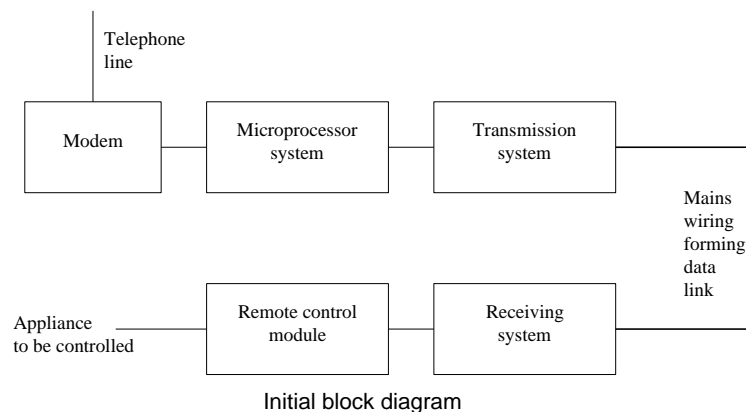 Telephone
line
Modem
Microprocessor
system
Transmission
system
Mains
wiring
forming
data
link
Appliance
to be controlled
Remote control
module
Receiving
system
Initial block diagram